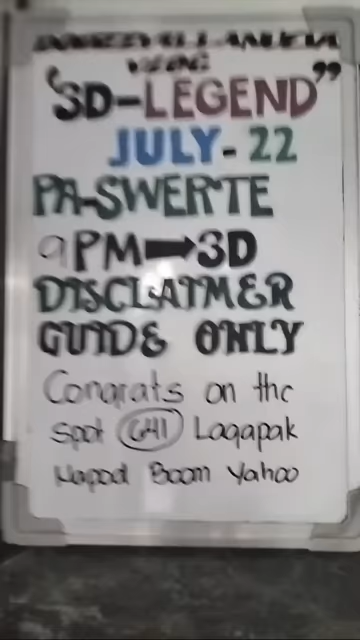 "3D-LEGEND"
JULY-22
PA-SWERTE
9PM➡3D
DISCLAIMER
GUIDE ONLY
Congrats on the
spot 641 Lagapak
Napod Boom Yahoo